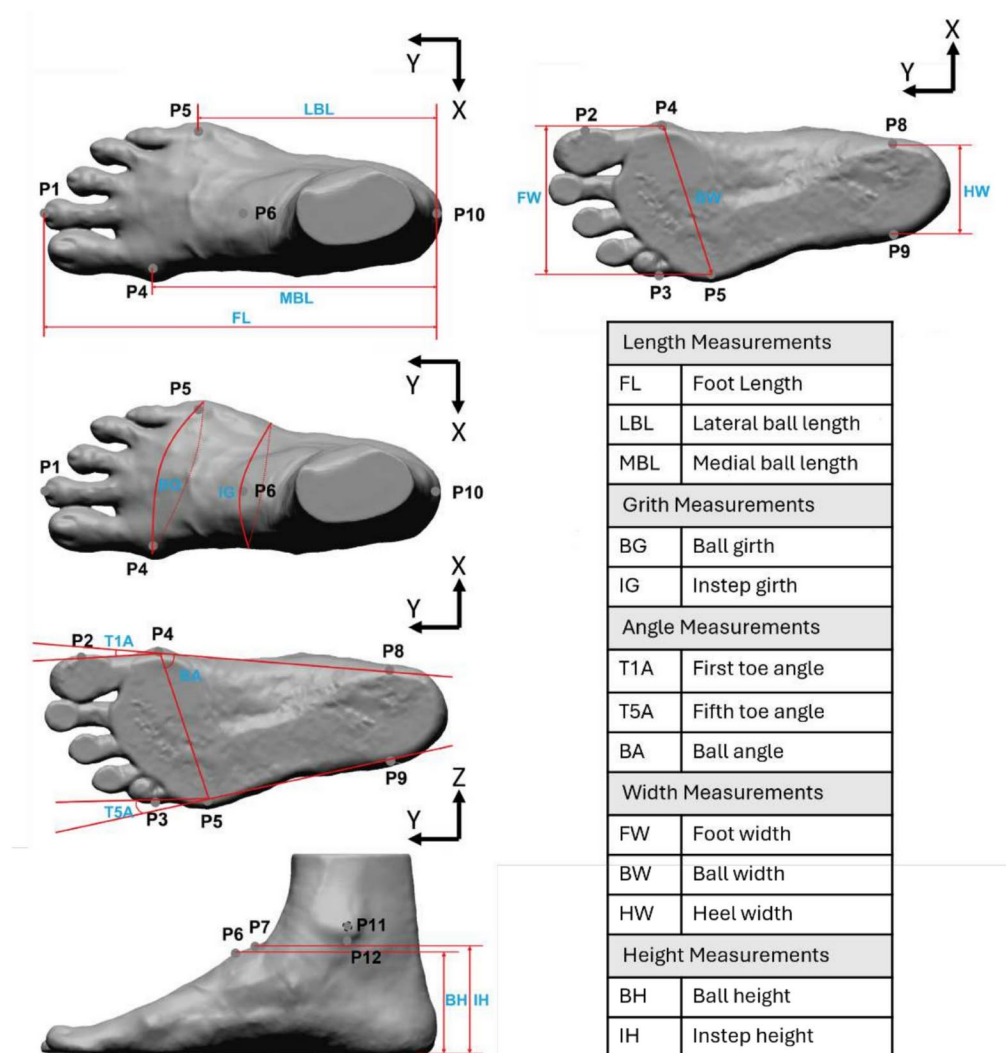 Y
X
P5
LBL
P1
P6
P10
P4
MBL
FL
X
Y
P2
P4
P8
FW
BW
HW
P9
P3
P5
Y
X
P5
P1
BG
IG
P6
P10
P4
X
Y
P2
T1A
P4
P8
BA
P9
T5A
P3
P5
Z
Y
P6
P7
P11
P12
BH
IH
Length Measurements
FL Foot Length
LBL Lateral ball length
MBL Medial ball length
Grith Measurements
BG Ball girth
IG Instep girth
Angle Measurements
T1A First toe angle
T5A Fifth toe angle
BA Ball angle
Width Measurements
FW Foot width
BW Ball width
HW Heel width
Height Measurements
BH Ball height
IH Instep height